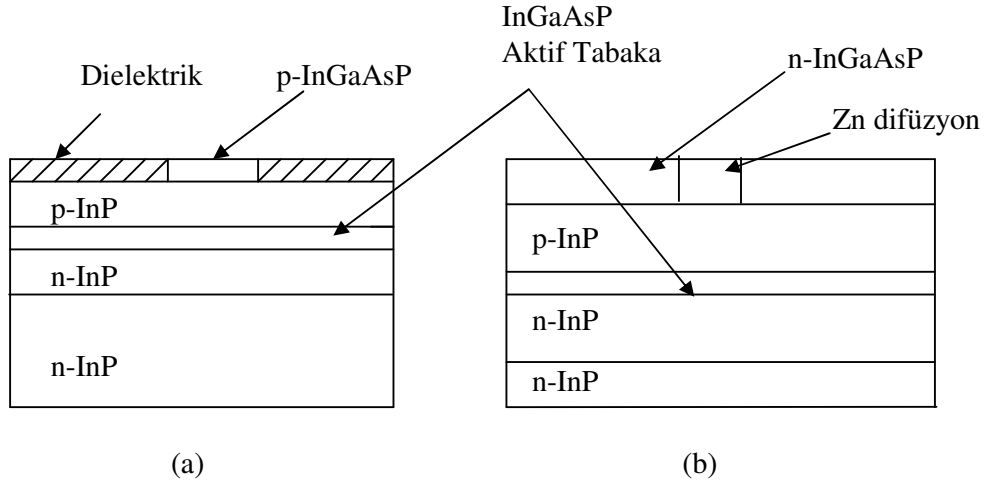 InGaAsP
Aktif Tabaka
Dielektrik
p-InGaAsP
n-InGaAsP
Zn difüzyon
p-InP
n-InP
n-InP
p-InP
n-InP
n-InP
(a)
(b)